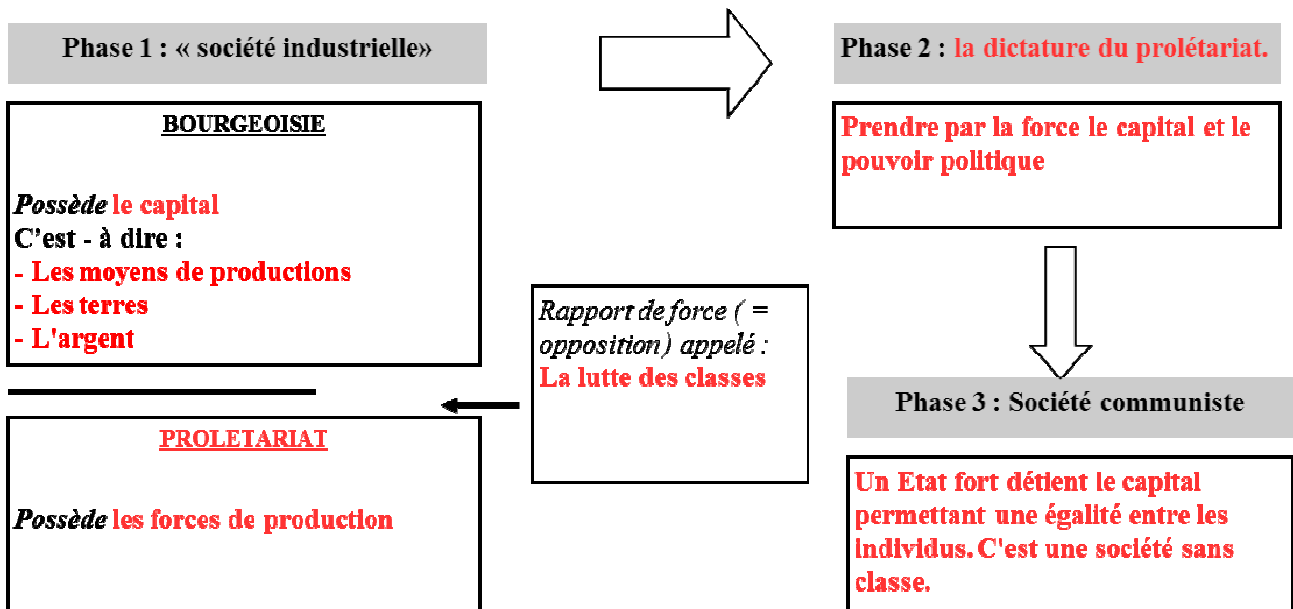 Phase 1 : « société industrielle»
BOURGEOISIE
Possède le capital
C'est - à dire :
- Les moyens de productions
- Les terres
- L'argent
PROLETARIAT
Possède les forces de production
Rapport de force ( =
opposition) appelé :
La lutte des classes
Phase 2 : la dictature du prolétariat.
Prendre par la force le capital et le
pouvoir politique
Phase 3 : Société communiste
Un Etat fort détient le capital
permettant une égalité entre les
individus. C'est une société sans
classe.